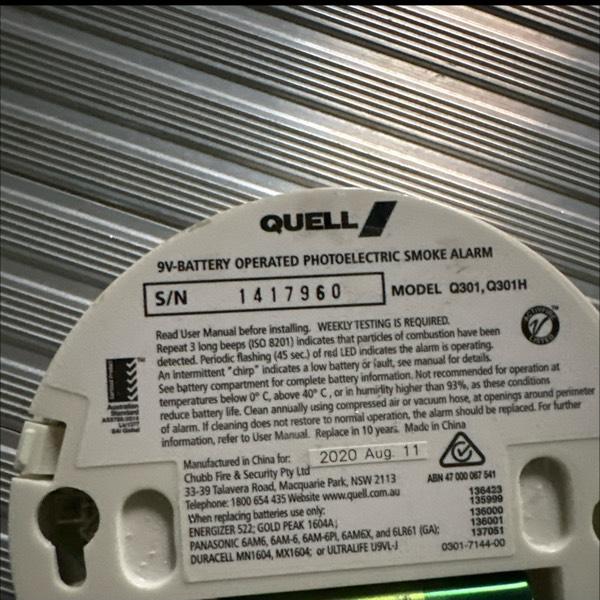 QUELL
9V-BATTERY OPERATED PHOTOELECTRIC SMOKE ALARM
S/N 1417960 MODEL Q301, Q301H
Read User Manual before installing. WEEKLY TESTING IS REQUIRED.
Repeat 3 long beeps (ISO 8201) indicates that particles of combustion have been
detected. Periodic flashing (45 sec.) of red LED indicates the alarm is operating.
An intermittent "chirp" indicates a low battery or fault, see manual for details.
See battery compartment for complete battery information. Not recommended for operation at
temperatures below 0° C, above 40° C, or in humidity higher than 93%, as these conditions
reduce battery life. Clean annually using compressed air or vacuum hose, at openings around perimeter
of alarm. If cleaning does not restore to normal operation, the alarm should be replaced. For further
information, refer to User Manual. Replace in 10 years. Made in China
Australian
Standard
SAI Global
Manufactured in China for: 2020 Aug. 11
Chubb Fire & Security Pty Ltd
33-39 Talavera Road, Macquarie Park, NSW 2113
Telephone: 1800 654 435 Website www.quell.com.au
When replacing batteries use only:
ENERGIZER 522; GOLD PEAK 1604A;
PANASONIC 6AM6, 6AM-6, 6AM-6PI, 6AM6X, and 6LR61 (GA);
DURACELL MN1604, MX1604; or ULTRALIFE U9VL-J
ABN 47 000 067 541
136423
135999
136000
136001
137051
0301-7144-00